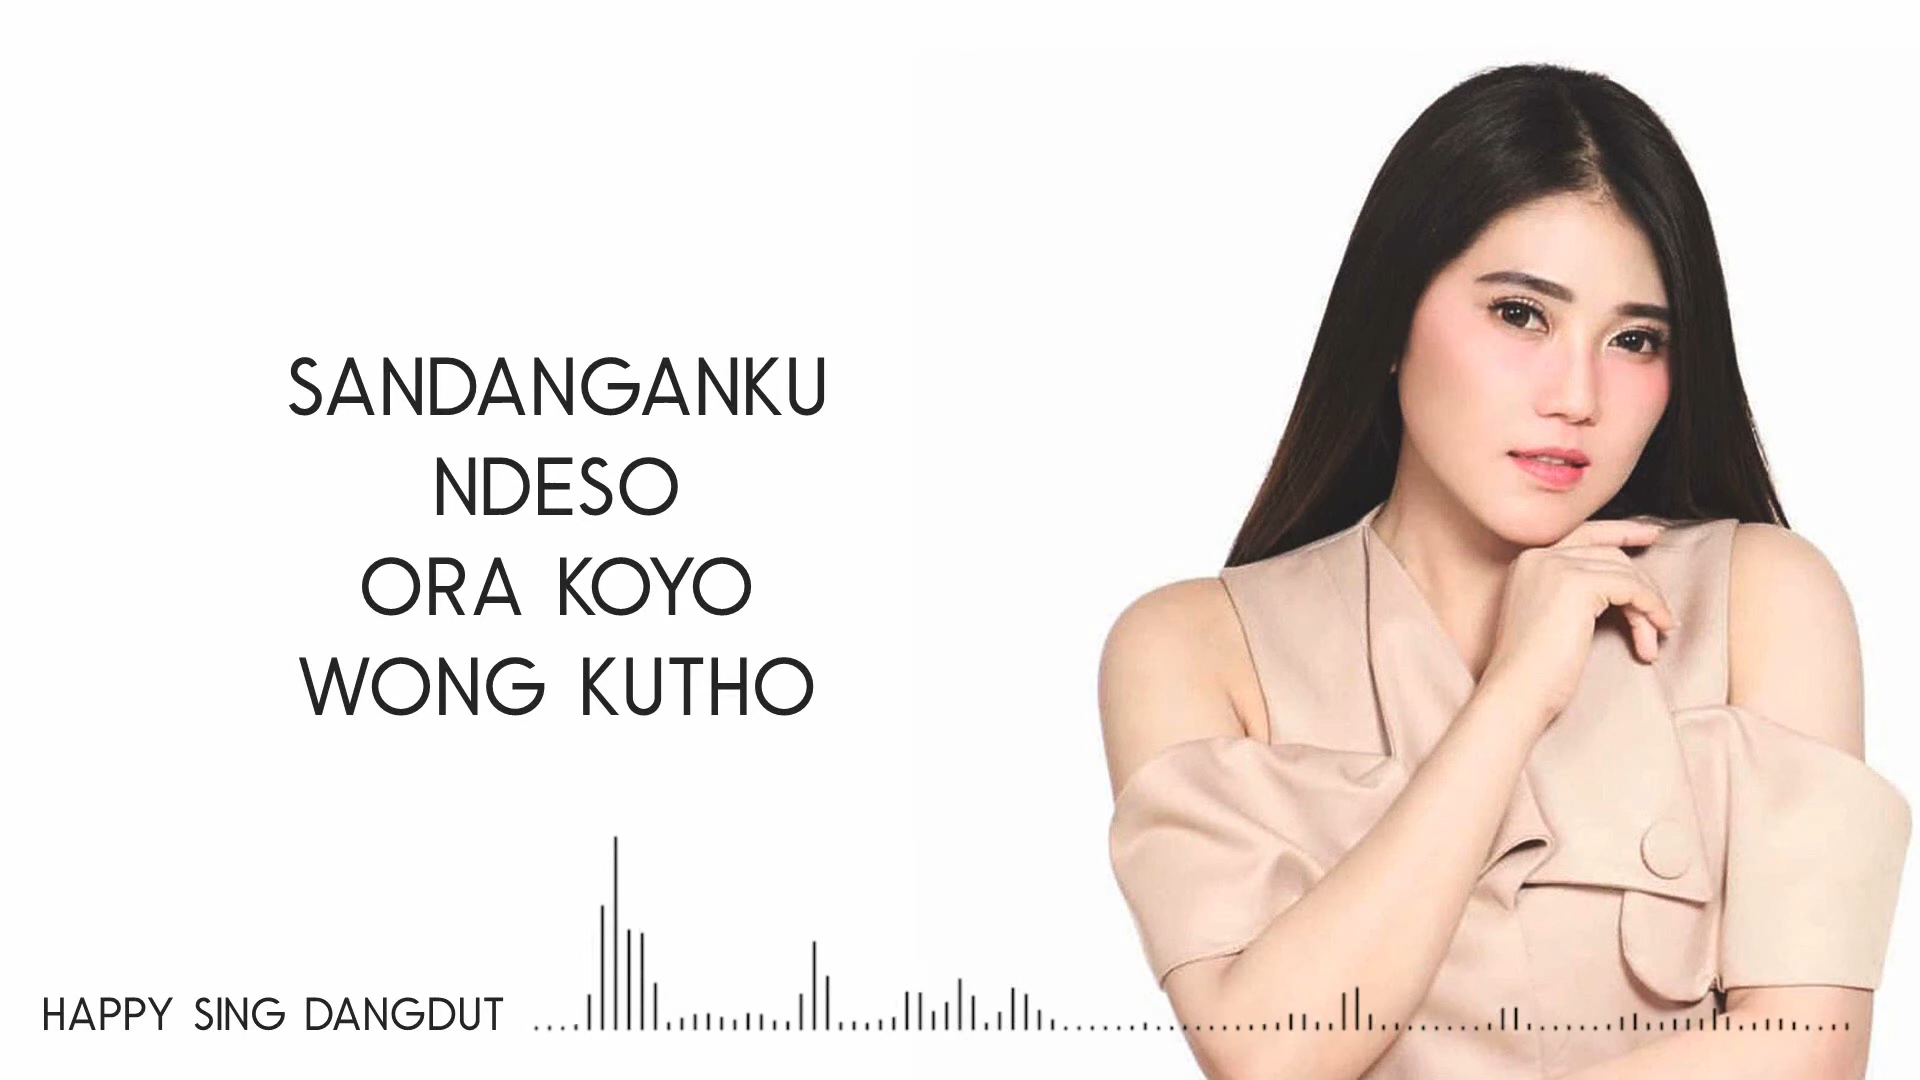 SANDANGANKU
NDESO
ORA KOYO
WONG KUTHO
HAPPY SING DANGDUT